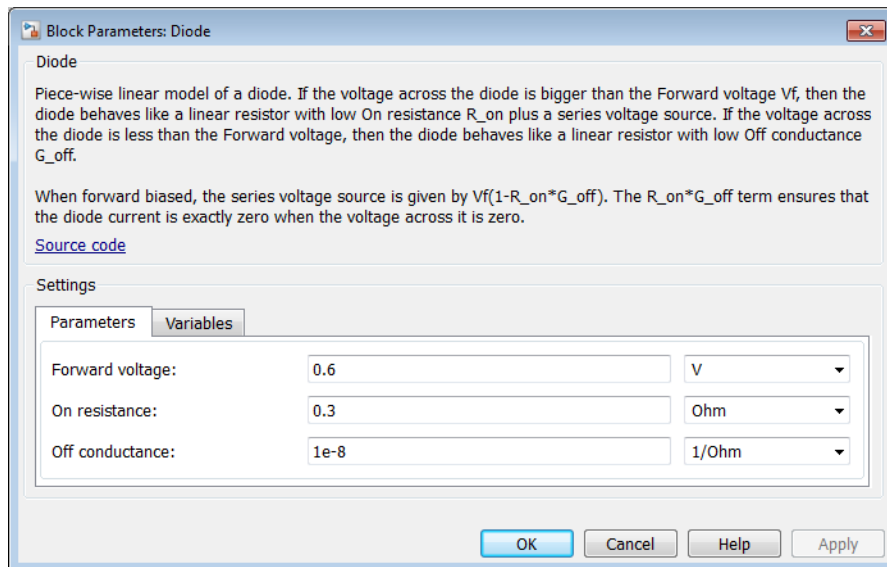 Block Parameters: Diode
Diode
Piece-wise linear model of a diode. If the voltage across the diode is bigger than the Forward voltage Vf, then the
diode behaves like a linear resistor with low On resistance R_on plus a series voltage source. If the voltage across
the diode is less than the Forward voltage, then the diode behaves like a linear resistor with low Off conductance
G_off.
When forward biased, the series voltage source is given by Vf(1-R_on*G_off). The R_on*G_off term ensures that
the diode current is exactly zero when the voltage across it is zero.
Source code
Settings
Parameters Variables
Forward voltage: 0.6 V
On resistance: 0.3 Ohm
Off conductance: 1e-8 1/Ohm
OK Cancel Help Apply